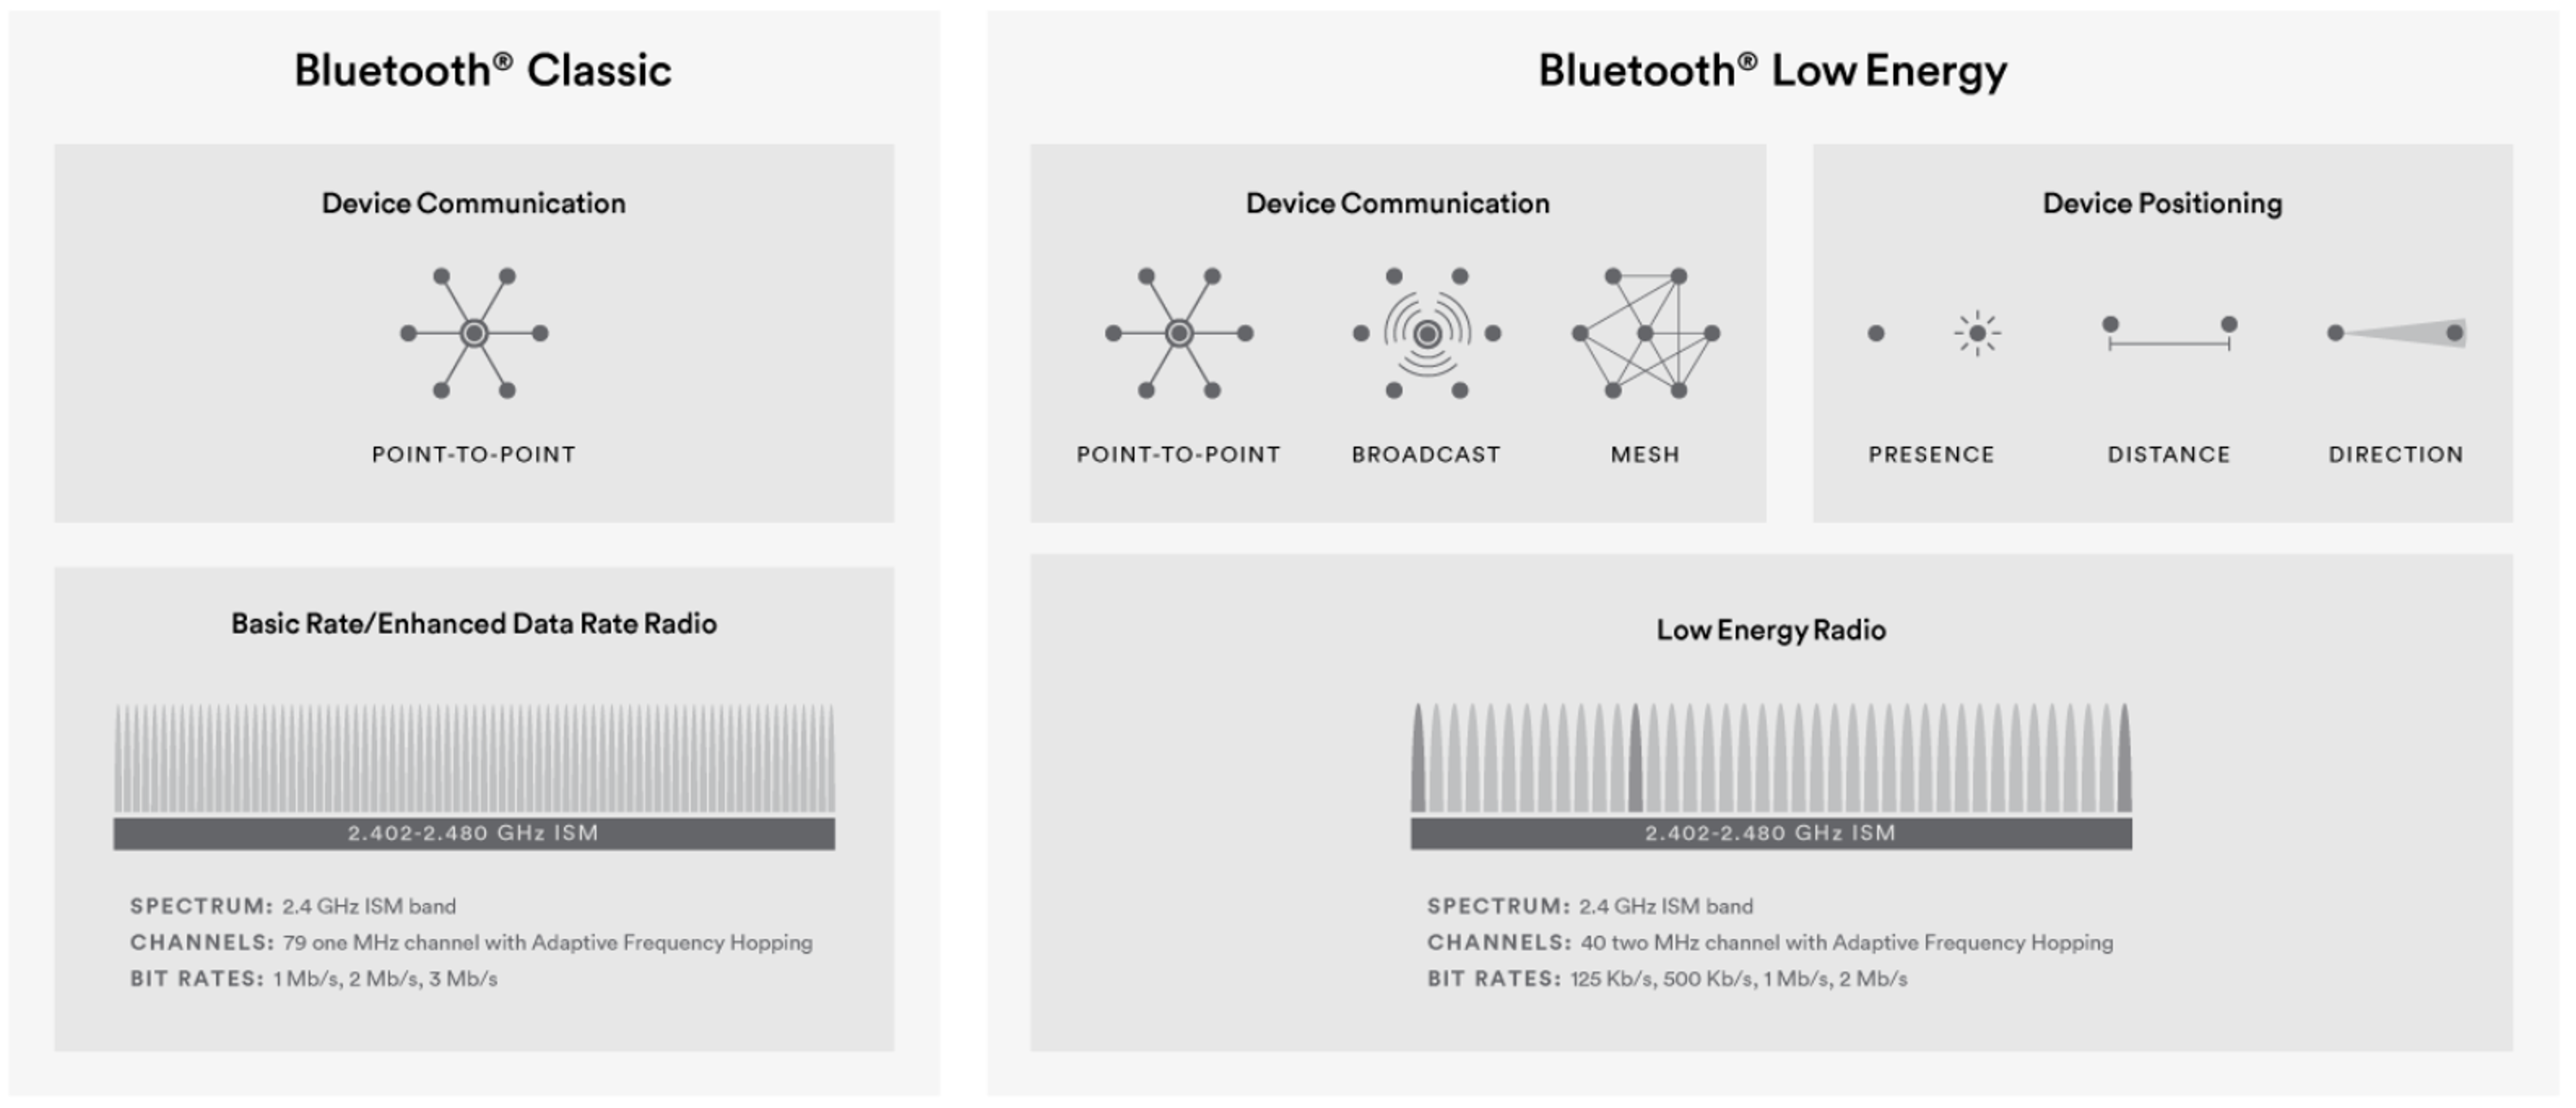 Bluetooth® Classic
Device Communication
POINT-TO-POINT
Basic Rate/Enhanced Data Rate Radio
2.402-2.480 GHz ISM
SPECTRUM: 2.4 GHz ISM band
CHANNELS: 79 one MHz channel with Adaptive Frequency Hopping
BIT RATES: 1 Mb/s, 2 Mb/s, 3 Mb/s
Bluetooth® Low Energy
Device Communication
POINT-TO-POINT
BROADCAST
MESH
Device Positioning
PRESENCE
DISTANCE
DIRECTION
Low Energy Radio
2.402-2.480 GHz ISM
SPECTRUM: 2.4 GHz ISM band
CHANNELS: 40 two MHz channel with Adaptive Frequency Hopping
BIT RATES: 125 Kb/s, 500 Kb/s, 1 Mb/s, 2 Mb/s